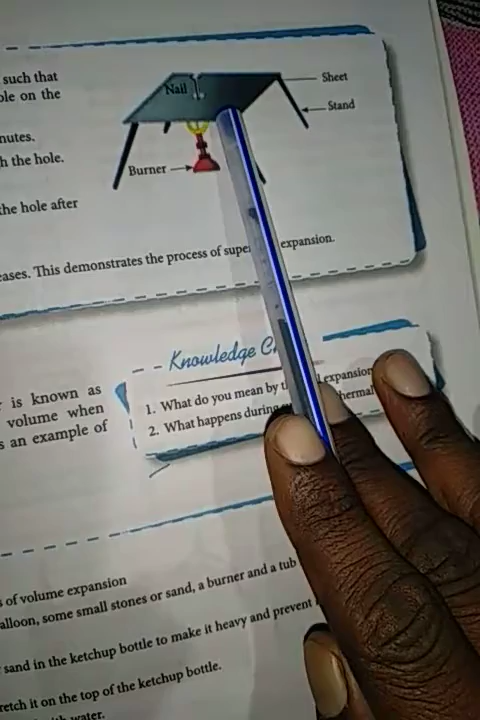 such that
Sheet
Nail
ole on the
Stand
nutes.
h the hole.
Burner
the hole after
eases. This demonstrates the process of supe expansion.
Knowledge C
r is known as
volume when
s an example of
1. What do you mean by t l expansion
2. What happens during hermal
s of volume expansion
alloon, some small stones or sand, a burner and a tub
sand in the ketchup bottle to make it heavy and prevent
retch it on the top of the ketchup bottle.
water.